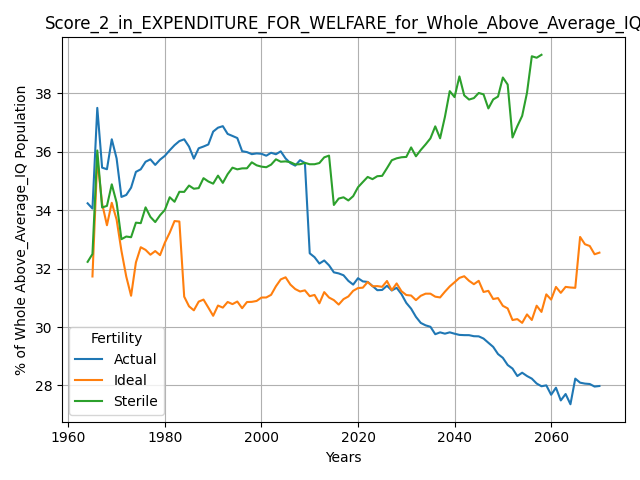 Score_2_in_EXPENDITURE_FOR_WELFARE_for_Whole_Above_Average_IQ
% of Whole Above_Average_IQ Population
38
36
34
32
30
28
Fertility
Actual
Ideal
Sterile
1960 1980 2000 2020 2040 2060
Years